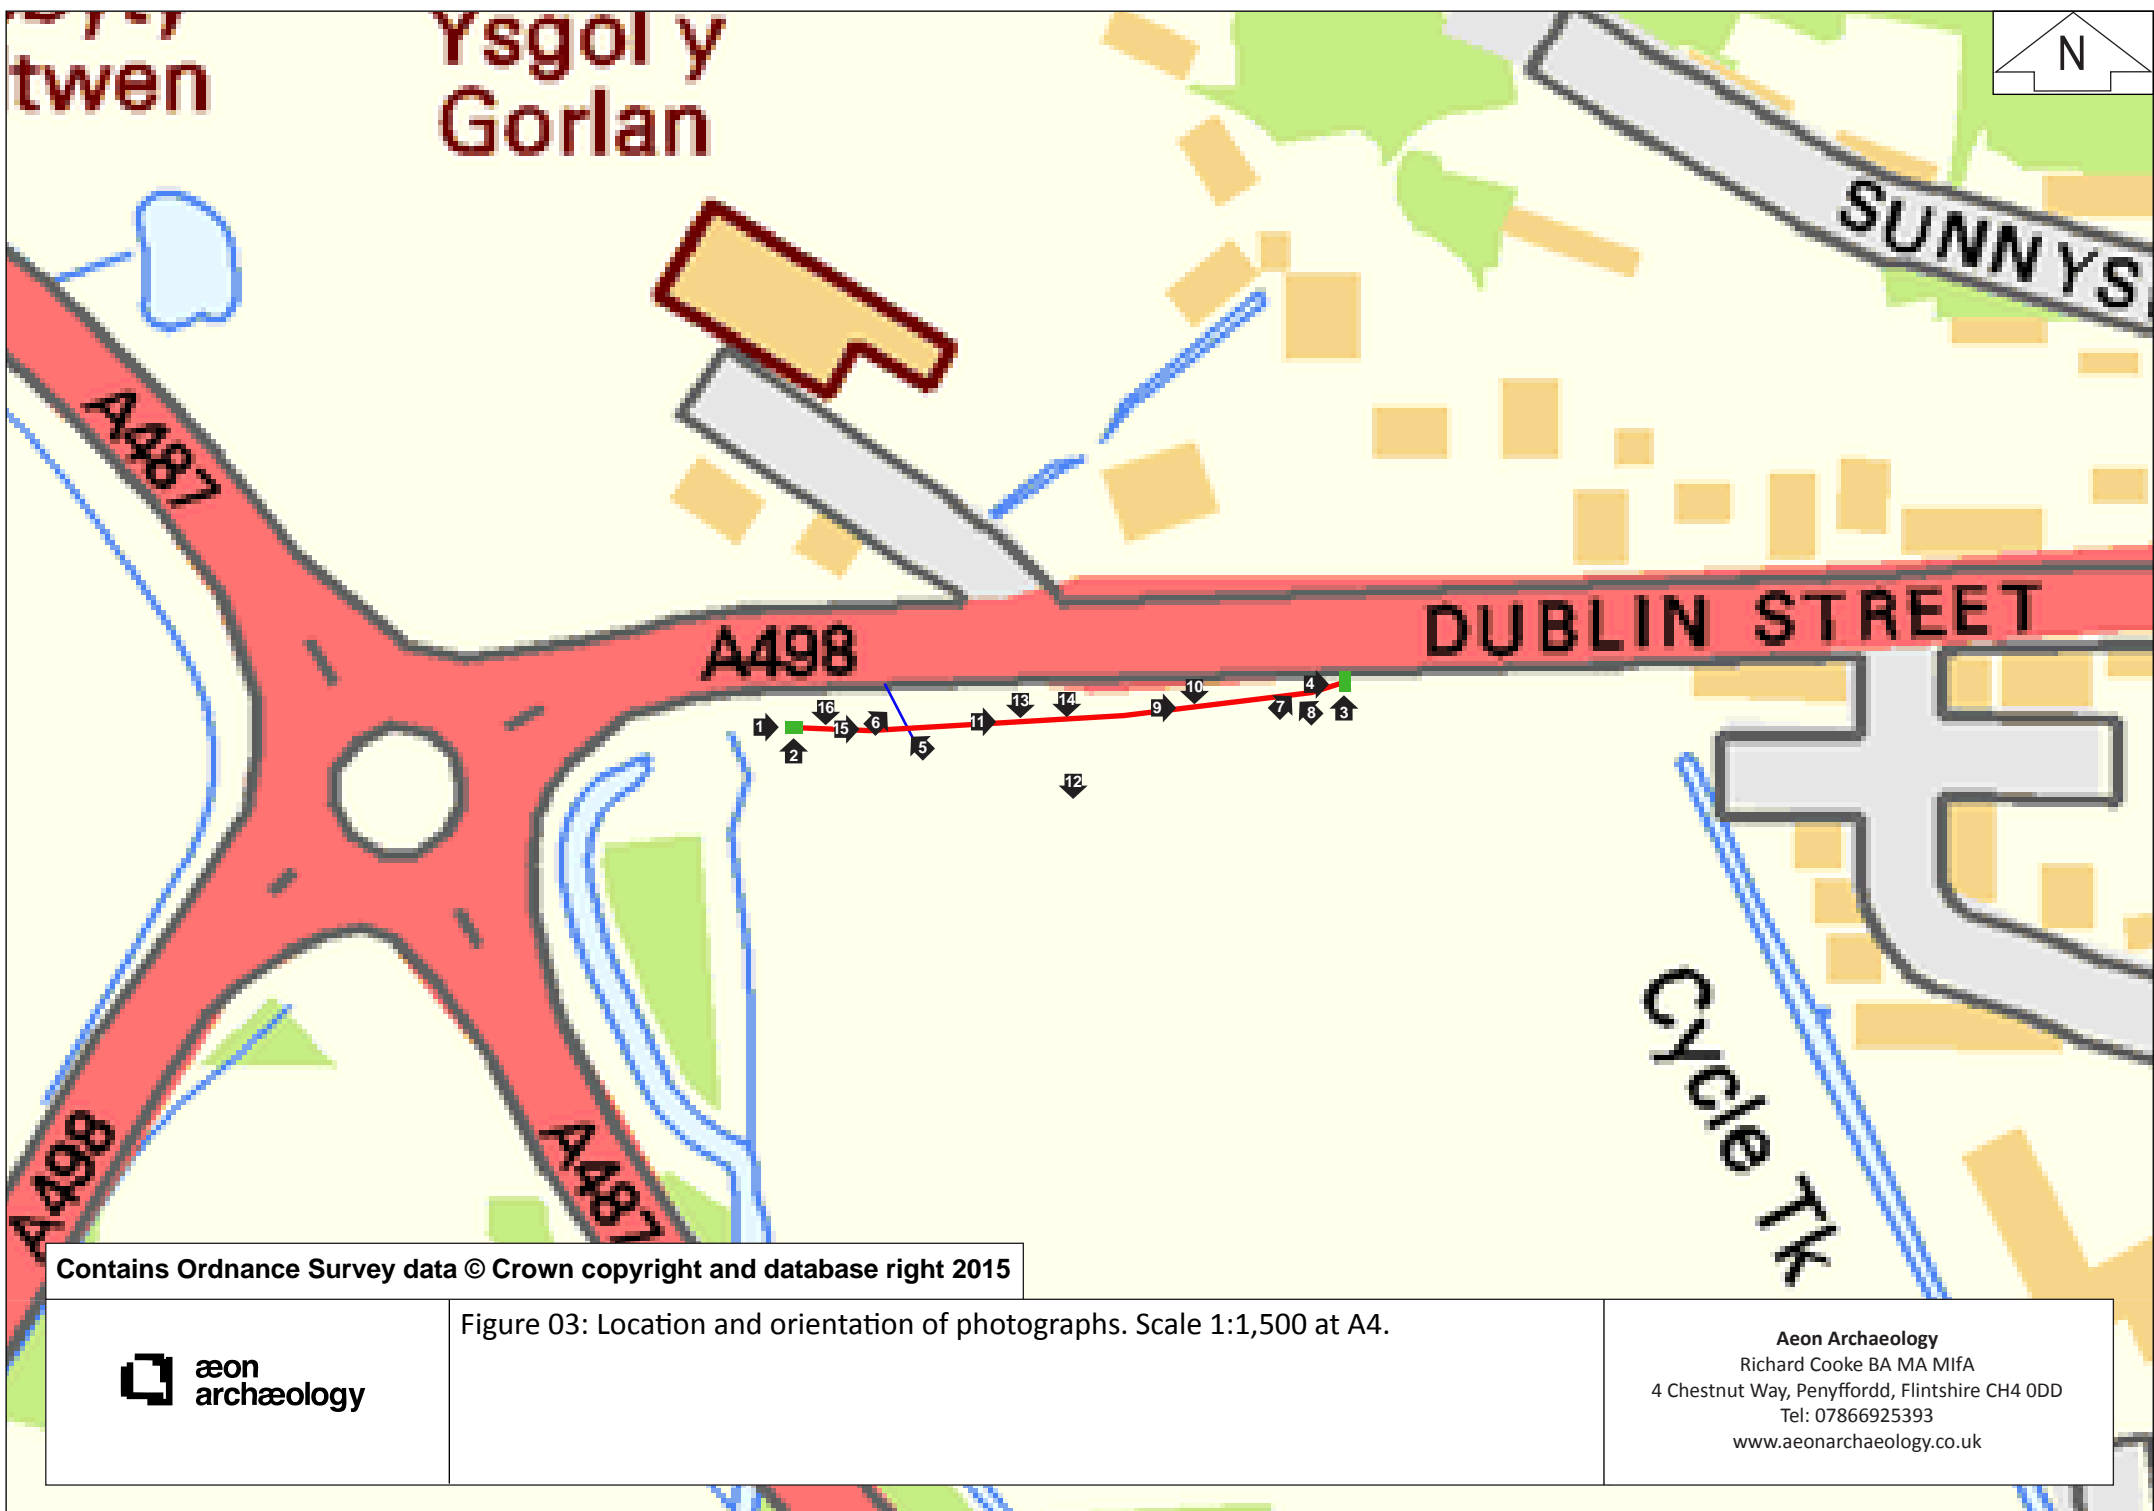 twen
Ysgol y
Gorlan
N
SUNNYS
A487
A498
DUBLIN STREET
1
2
16
15
6
5
11
13
14
12
9
10
7
8
4
3
Cycle Tk
A498
A487
Contains Ordnance Survey data © Crown copyright and database right 2015
æon
archæology
Figure 03: Location and orientation of photographs. Scale 1:1,500 at A4.
Aeon Archaeology
Richard Cooke BA MA MIfA
4 Chestnut Way, Penyffordd, Flintshire CH4 0DD
Tel: 07866925393
www.aeonarchaeology.co.uk